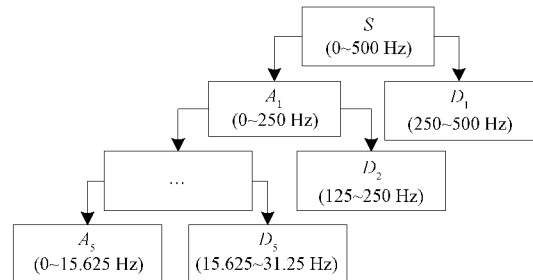 S
(0~500 Hz)
A1
(0~250 Hz)
D1
(250~500 Hz)
...
D2
(125~250 Hz)
A5
(0~15.625 Hz)
D5
(15.625~31.25 Hz)